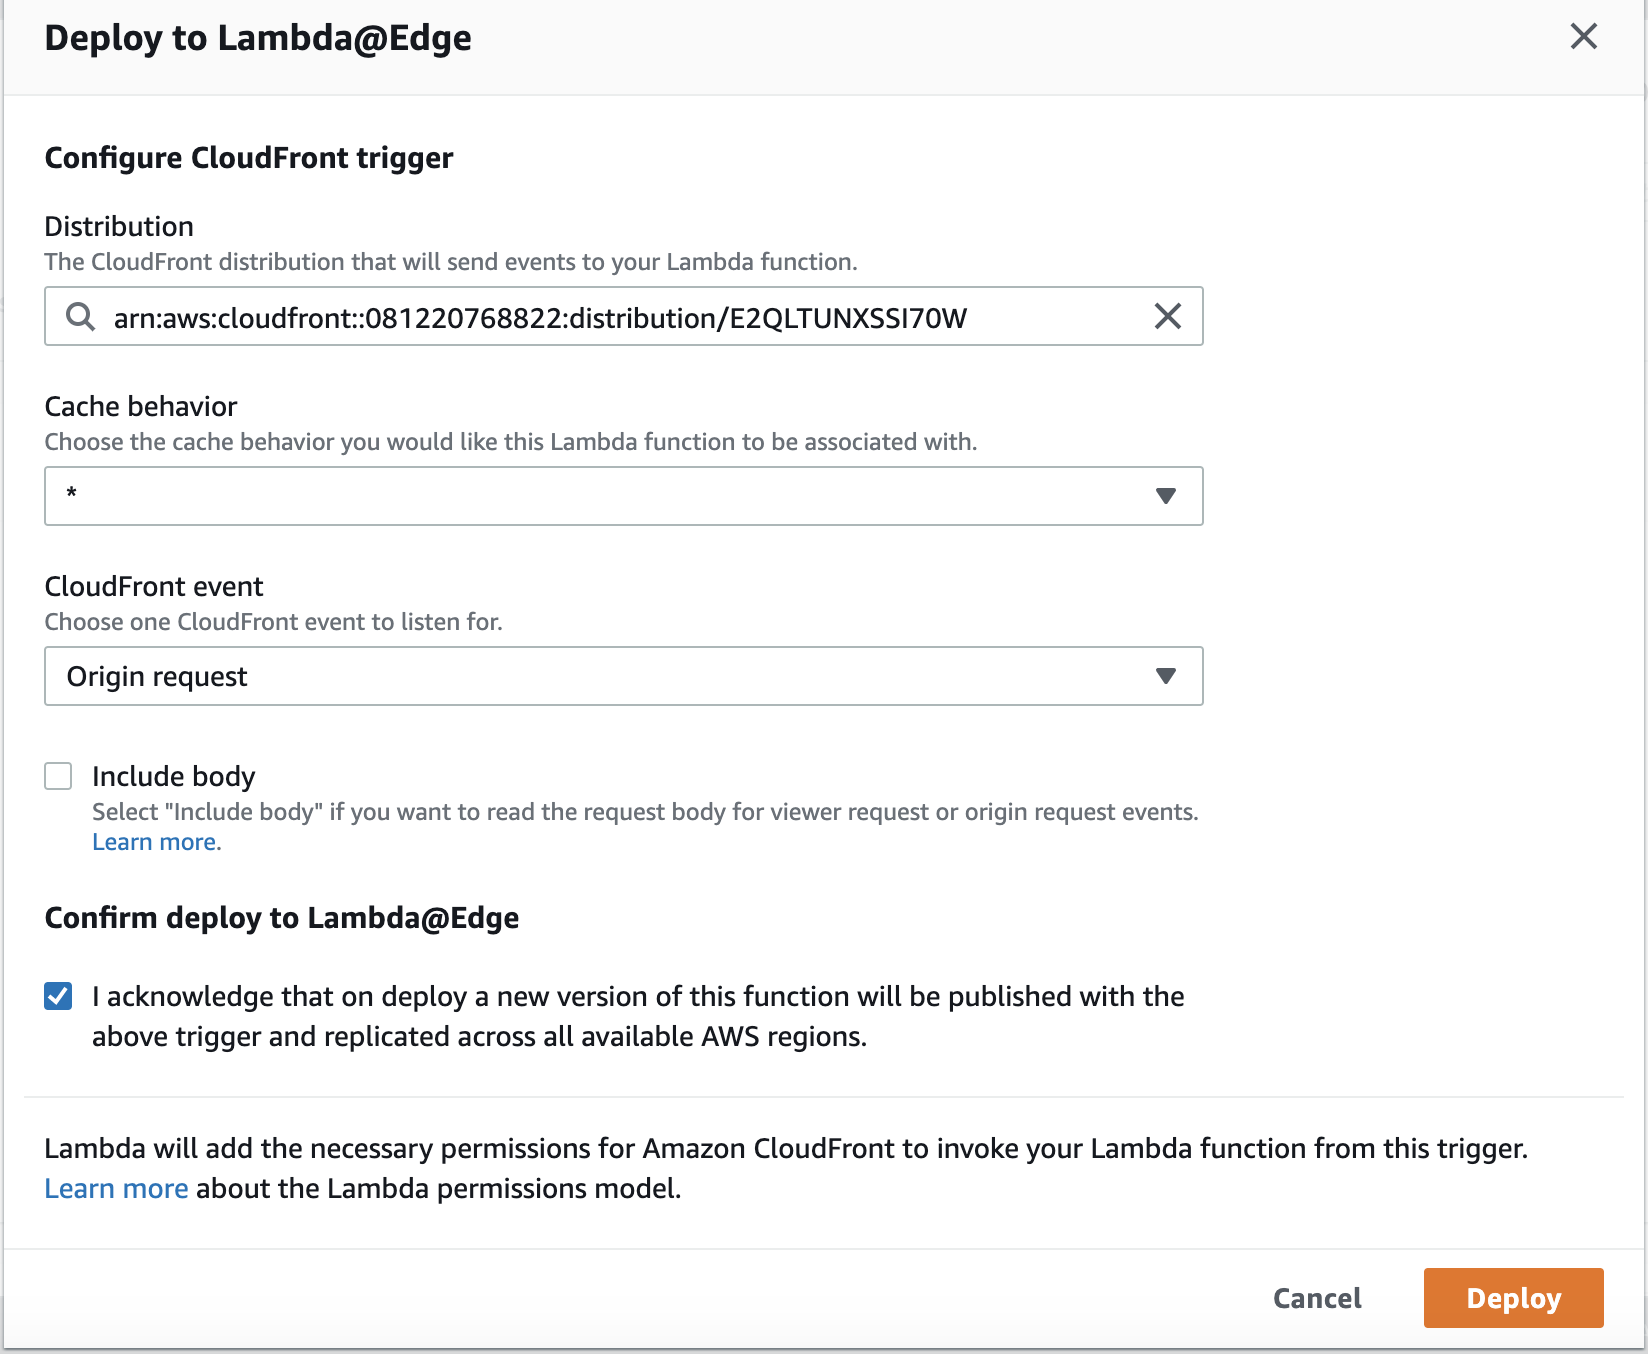 Deploy to Lambda@Edge
Configure CloudFront trigger
Distribution
The CloudFront distribution that will send events to your Lambda function.
arn:aws:cloudfront::081220768822:distribution/E2QLTUNXSSI70W
Cache behavior
Choose the cache behavior you would like this Lambda function to be associated with.
*
CloudFront event
Choose one CloudFront event to listen for.
Origin request
Include body
Select "Include body" if you want to read the request body for viewer request or origin request events.
Learn more.
Confirm deploy to Lambda@Edge
I acknowledge that on deploy a new version of this function will be published with the
above trigger and replicated across all available AWS regions.
Lambda will add the necessary permissions for Amazon CloudFront to invoke your Lambda function from this trigger.
Learn more about the Lambda permissions model.
Cancel
Deploy